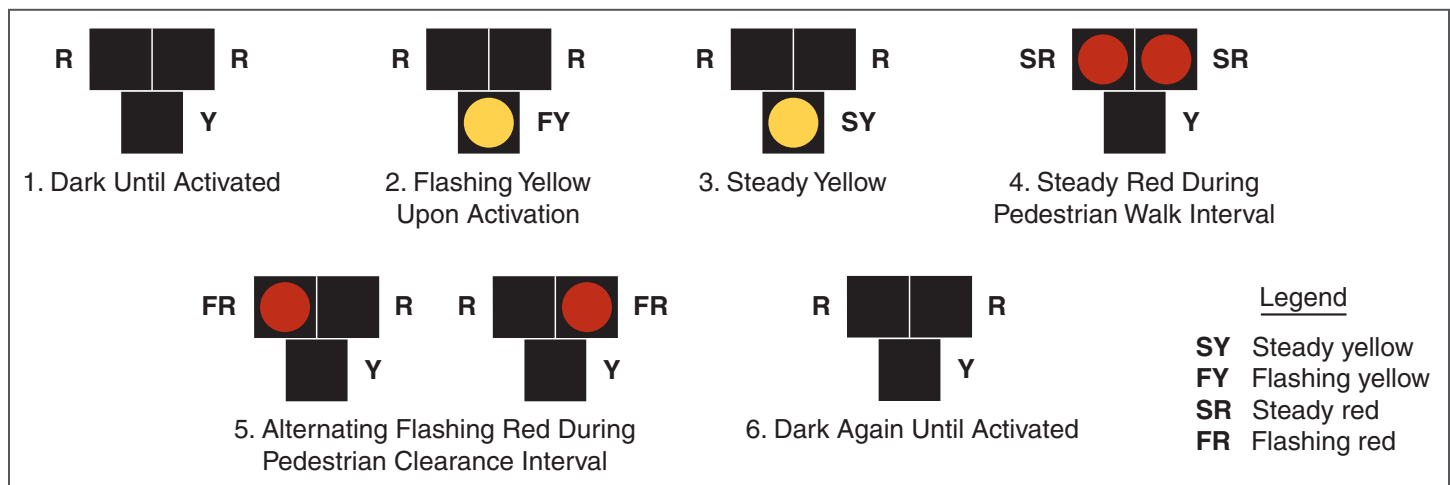 R R
Y
1. Dark Until Activated
R R
FY
2. Flashing Yellow
Upon Activation
R R
SY
3. Steady Yellow
SR SR
Y
4. Steady Red During
Pedestrian Walk Interval
FR R
Y
R FR
Y
5. Alternating Flashing Red During
Pedestrian Clearance Interval
R R
Y
6. Dark Again Until Activated
Legend
SY Steady yellow
FY Flashing yellow
SR Steady red
FR Flashing red